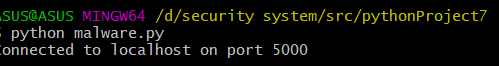 ASUS@ASUS MINGW64 /d/security system/src/pythonProject7
$ python malware.py
Connected to localhost on port 5000